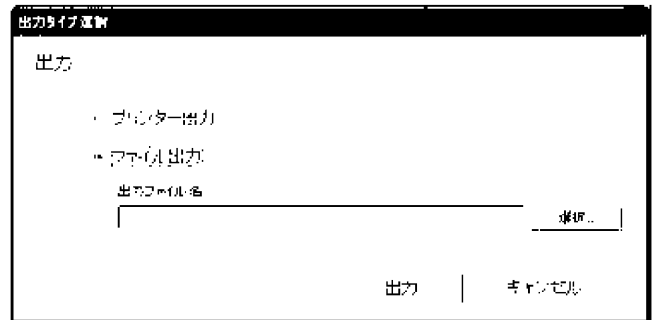 出力タイプ選択
出力
プリンター出力
ファイル出力
出力ファイル名
選択...
出力
キャンセル